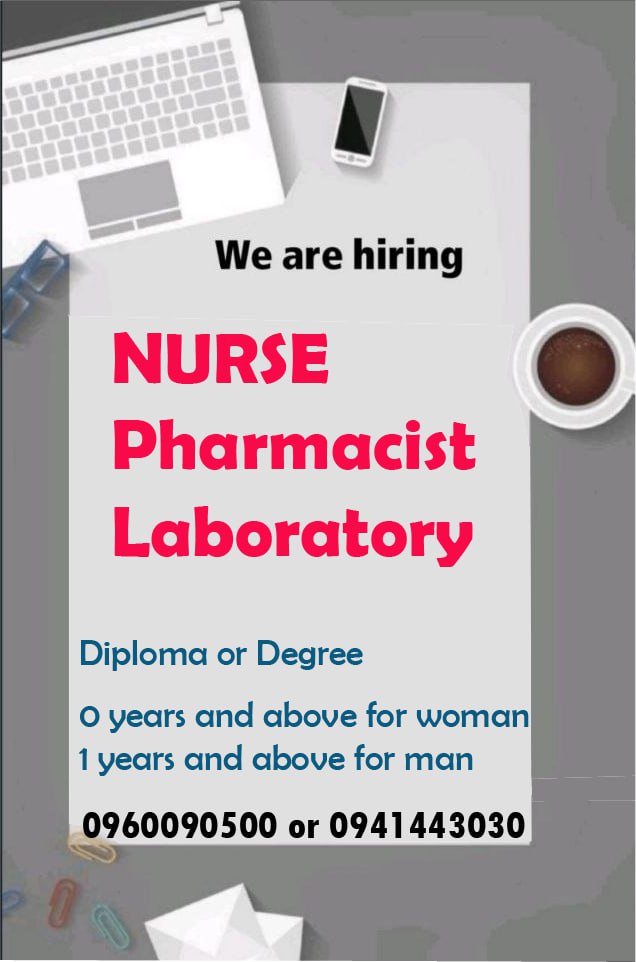 We are hiring
NURSE
Pharmacist
Laboratory
Diploma or Degree
0 years and above for woman
1 years and above for man
0960090500 or 0941443030